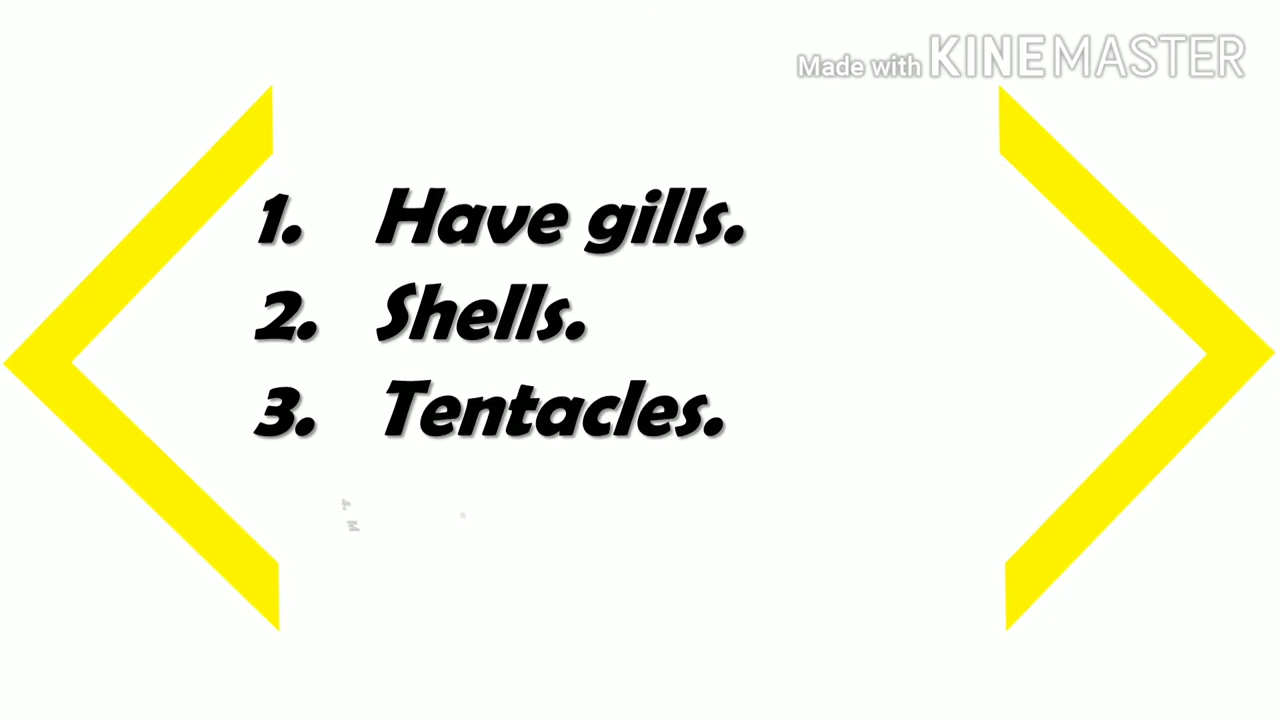 Made with KINEMASTER
1. Have gills.
2. Shells.
3. Tentacles.